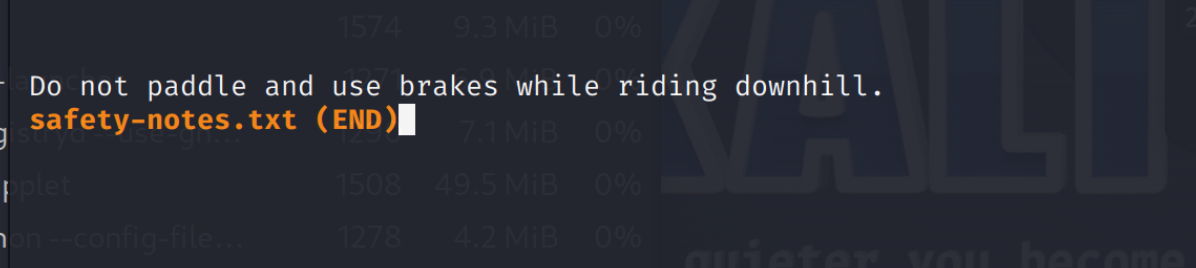 1574 9.3 MiB 0%
Do not paddle and use brakes while riding downhill.
safety-notes.txt (END)
7.1 MiB 0%
pplet 1508 49.5 MiB 0%
non --config-file... 1278 4.2 MiB 0%
KALI
quieter you become